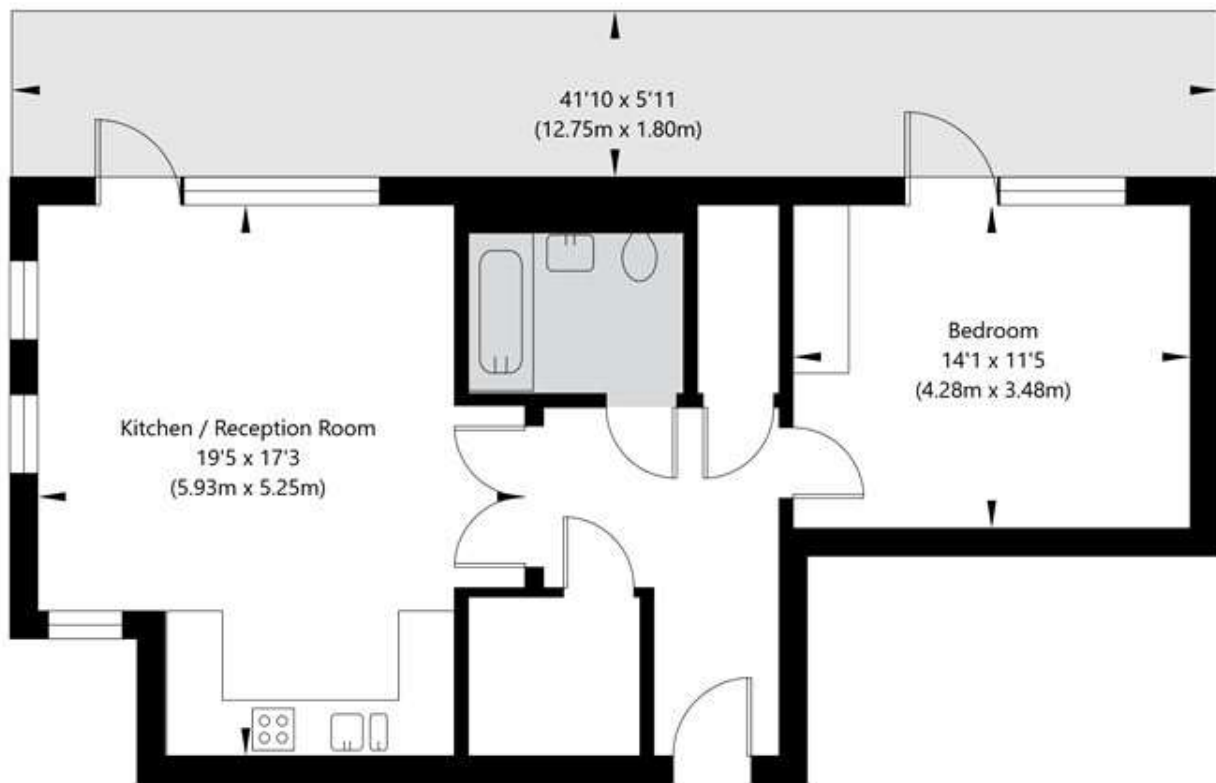 41'10 x 5'11
(12.75m x 1.80m)
Bedroom
14'1 x 11'5
(4.28m x 3.48m)
Kitchen / Reception Room
19'5 x 17'3
(5.93m x 5.25m)